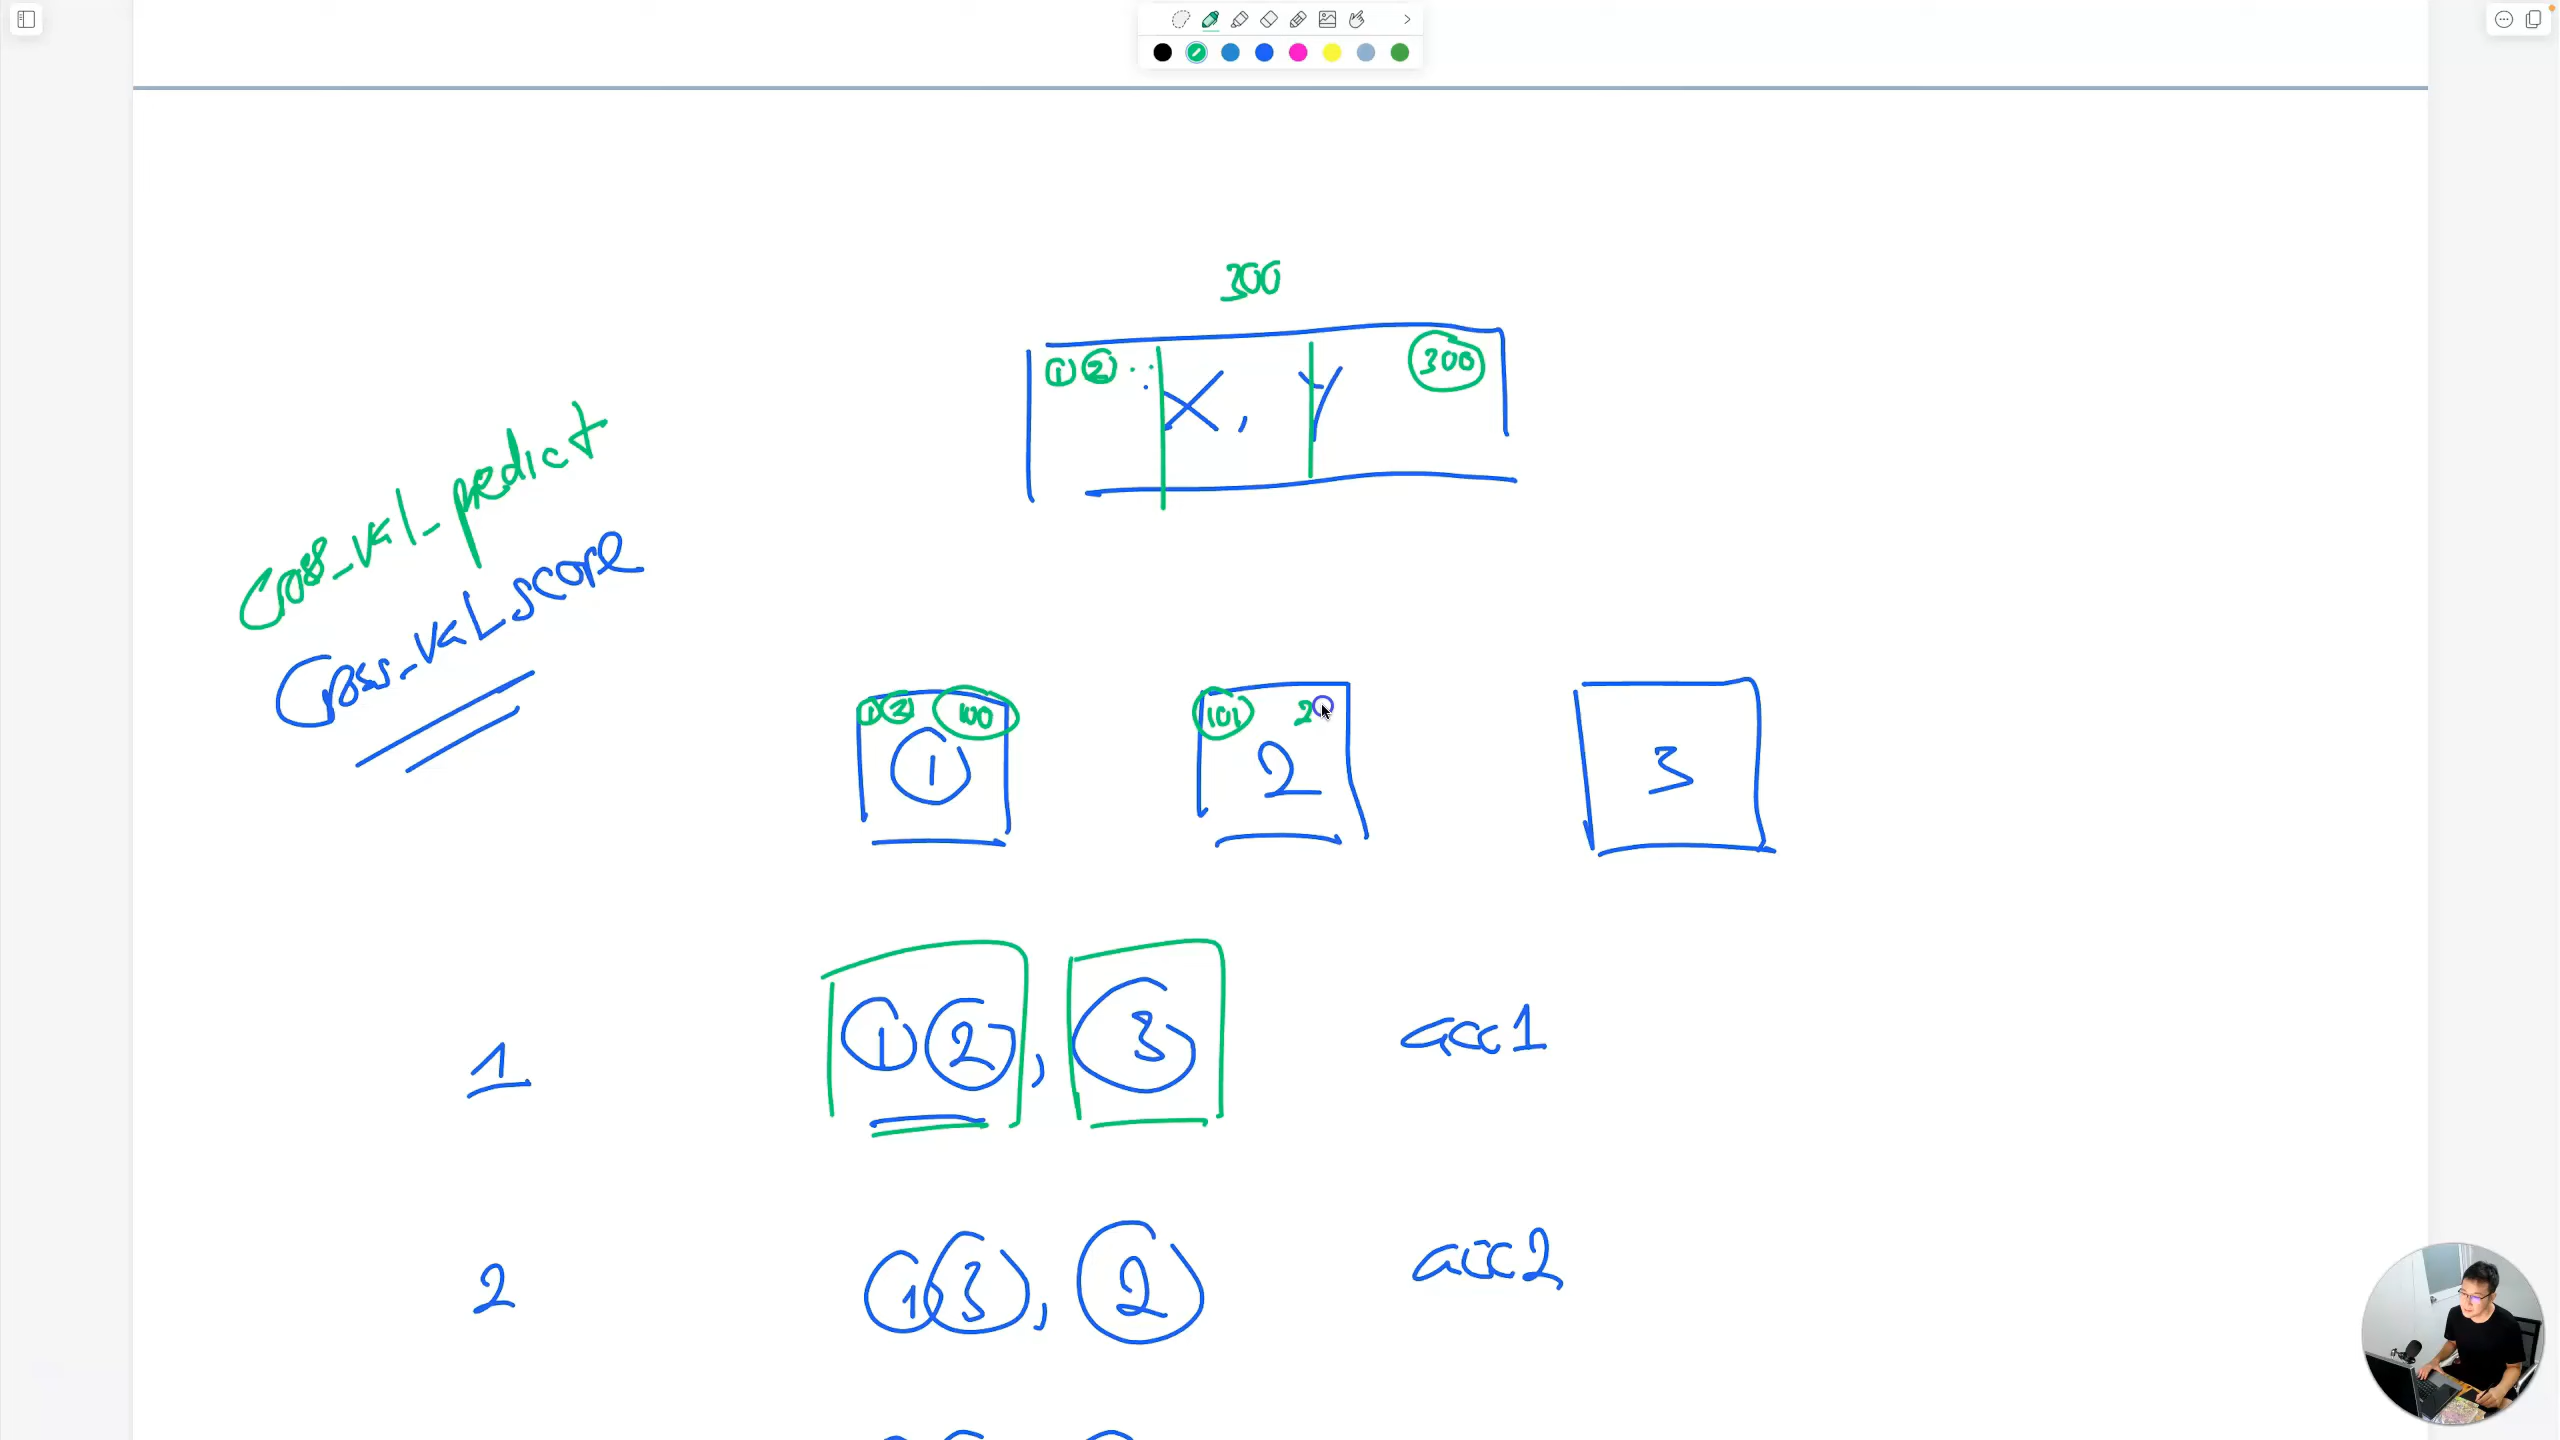 300
① ② . . .
300
X, Y
Cross_val_predict
Cross_val_score
① ② 100
①
101 20
2
3
1
① ②, ③
acc1
2
① ③, ②
acc2